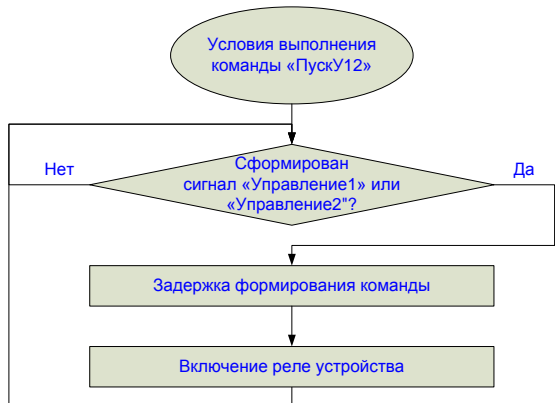 Условия выполнения
команды «ПускУ12»
Сформирован
сигнал «Управление1» или
«Управление2"?
Нет
Да
Задержка формирования команды
Включение реле устройства